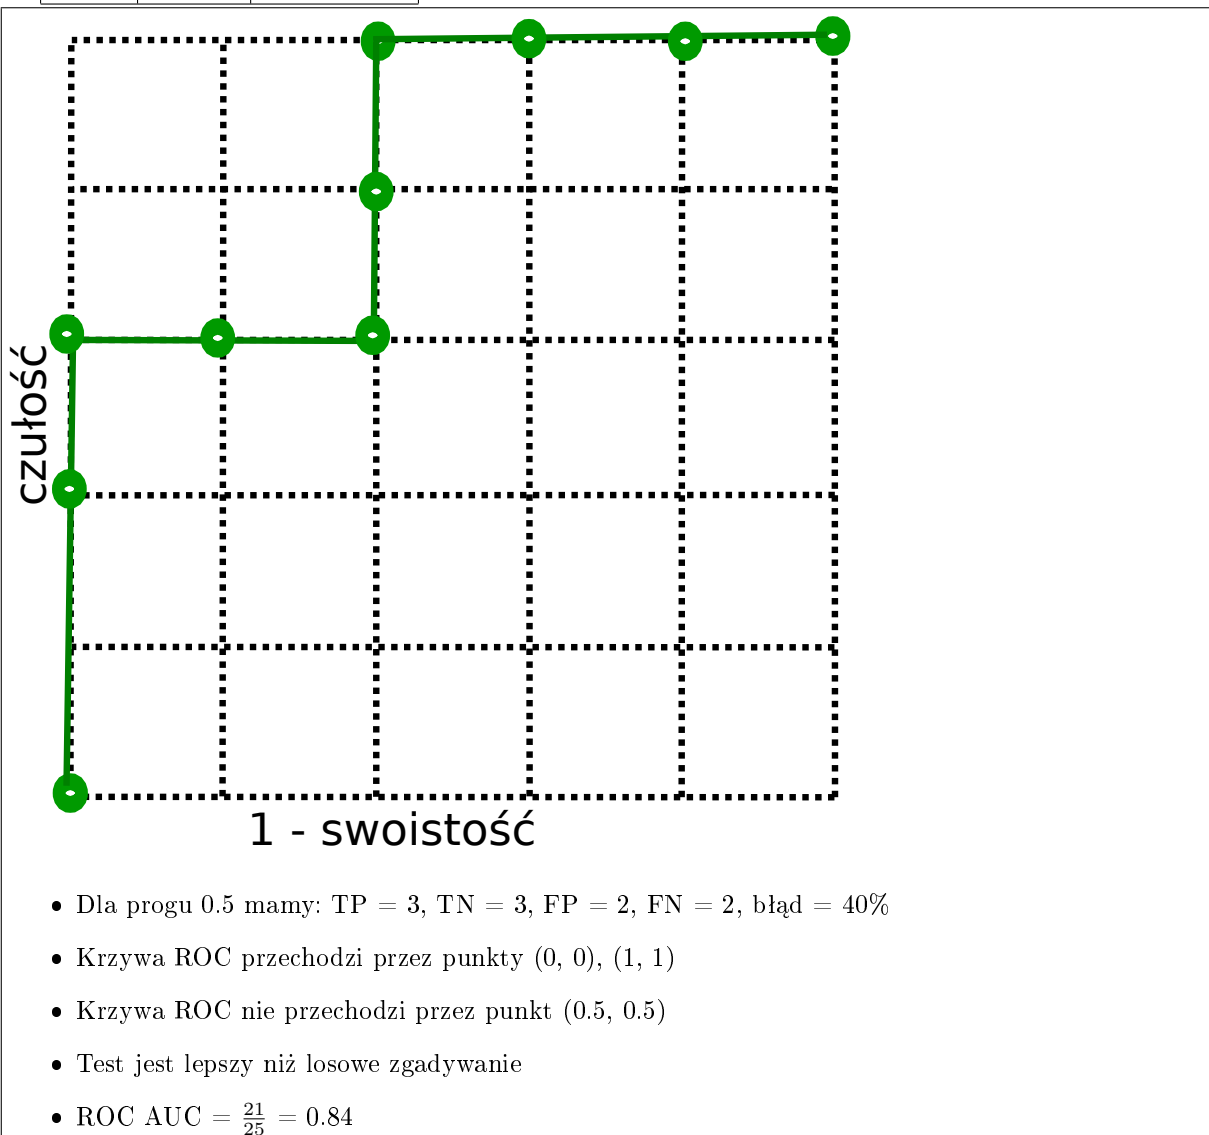 czułość
1 - swoistość
• Dla progu 0.5 mamy: TP = 3, TN = 3, FP = 2, FN = 2, błąd = 40%
• Krzywa ROC przechodzi przez punkty (0, 0), (1, 1)
• Krzywa ROC nie przechodzi przez punkt (0.5, 0.5)
• Test jest lepszy niż losowe zgadywanie
• ROC AUC = 21/25 = 0.84